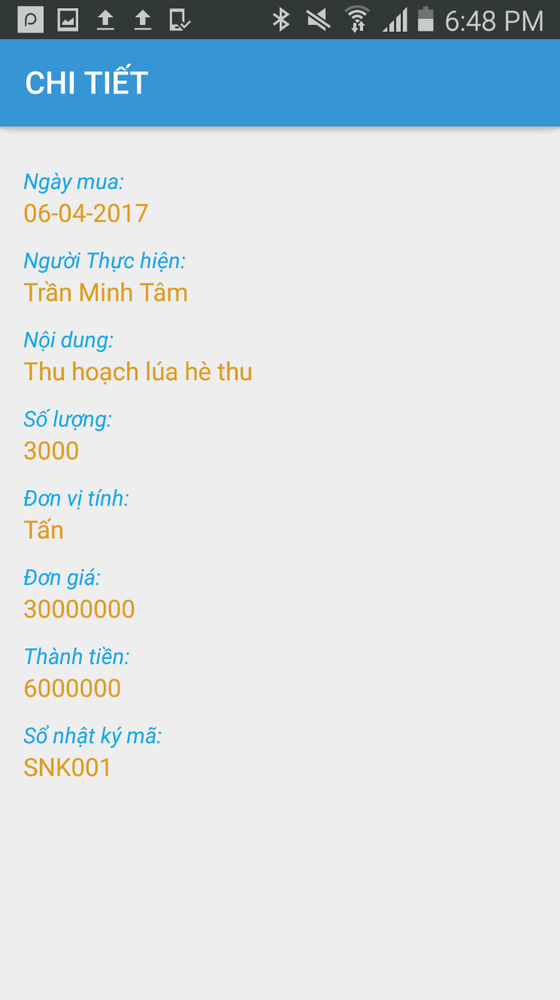 6:48 PM
CHI TIẾT
Ngày mua:
06-04-2017
Người Thực hiện:
Trần Minh Tâm
Nội dung:
Thu hoạch lúa hè thu
Số lượng:
3000
Đơn vị tính:
Tấn
Đơn giá:
30000000
Thành tiền:
6000000
Sổ nhật ký mã:
SNK001